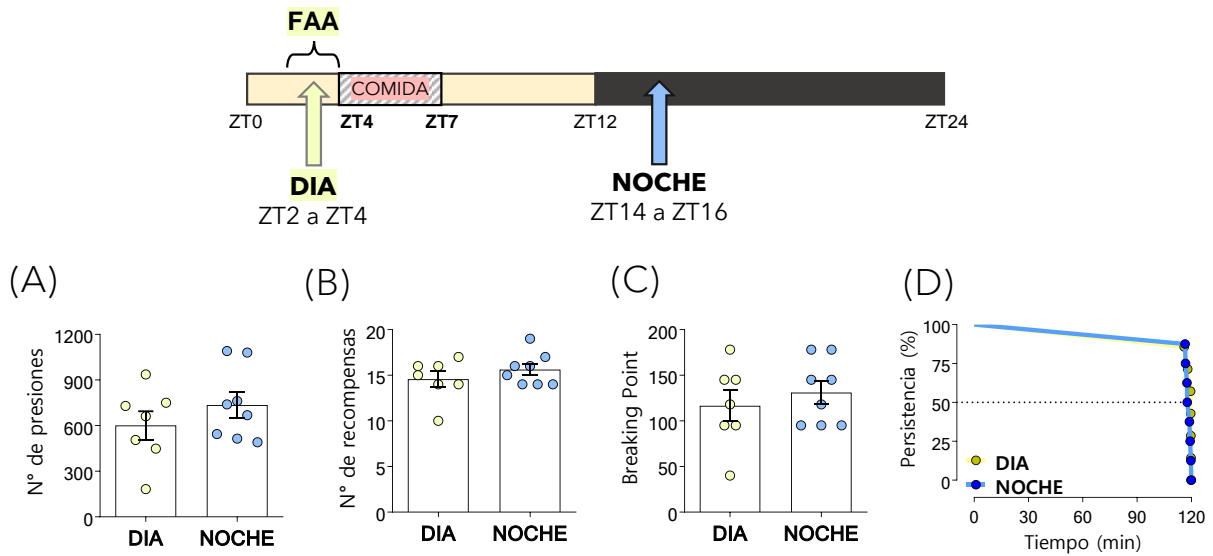 FAA
COMIDA
ZT0 ZT4 ZT7 ZT12 ZT24
DIA
ZT2 a ZT4
NOCHE
ZT14 a ZT16
(A)
N° de presiones
1200
900
600
300
0
DIA NOCHE
(B)
N° de recompensas
20
15
10
5
0
DIA NOCHE
(C)
Breaking Point
200
150
100
50
0
DIA NOCHE
(D)
Persistencia (%)
100
75
50
25
0
DIA
NOCHE
0 30 60 90 120
Tiempo (min)